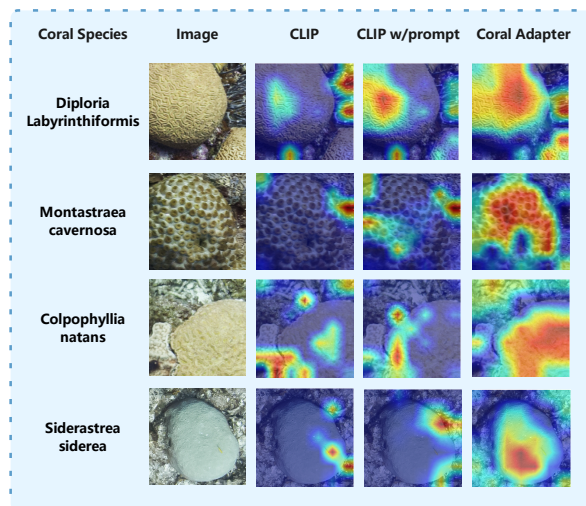 Coral Species Image CLIP CLIP w/prompt Coral Adapter
Diploria
Labyrinthiformis
Montastraea
cavernosa
Colpophyllia
natans
Siderastrea
siderea